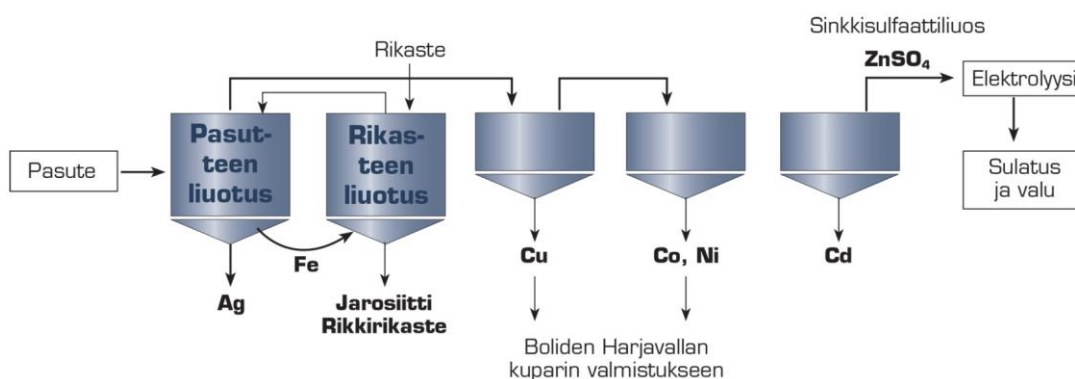 Sinkkisulfaattiliuos
ZnSO₄
Rikaste
Elektrolyysi
Pasute
Pasut-
teen
liuotus
Rikas-
teen
liuotus
Sulatus
ja valu
Fe
Cu
Co, Ni
Cd
Ag
Jarosiitti
Rikkirikaste
Boliden Harjavallan
kuparin valmistukseen